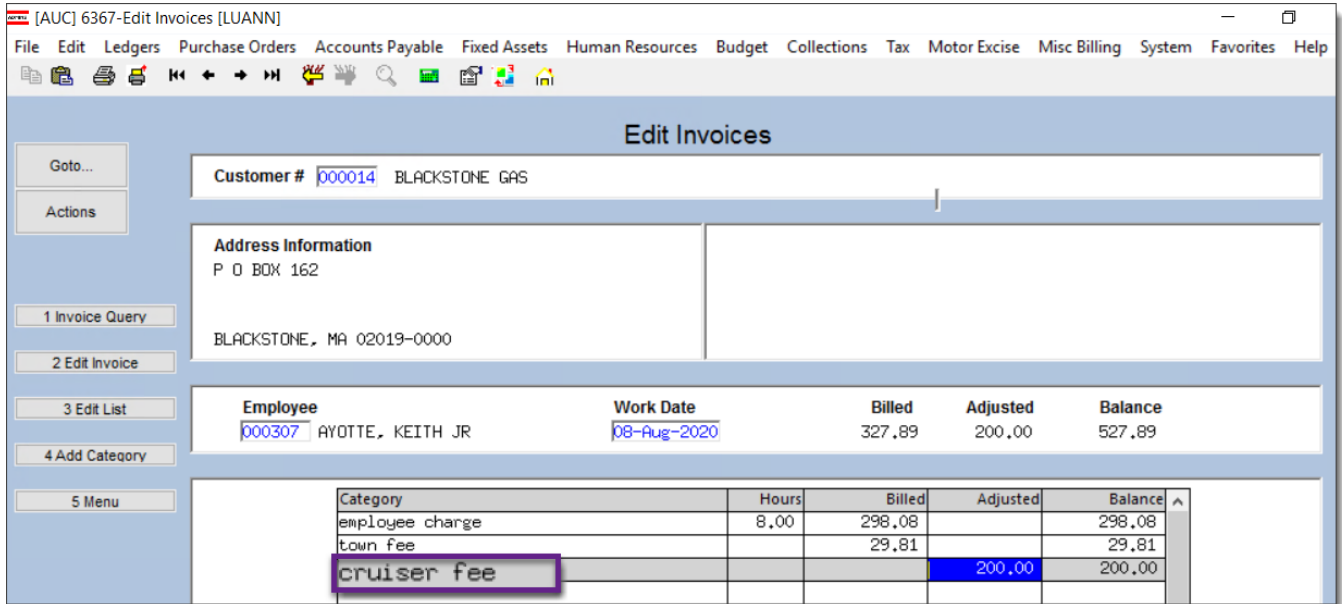 [AUC] 6367-Edit Invoices [LUANN]
File Edit Ledgers Purchase Orders Accounts Payable Fixed Assets Human Resources Budget Collections Tax Motor Excise Misc Billing System Favorites Help
Edit Invoices
Goto...
Customer # 000014 BLACKSTONE GAS
Actions
Address Information
P O BOX 162
1 Invoice Query
BLACKSTONE, MA 02019-0000
2 Edit Invoice
3 Edit List
Employee Work Date Billed Adjusted Balance
000307 AYOTTE, KEITH JR 08-Aug-2020 327.89 200.00 527.89
4 Add Category
5 Menu
Category Hours Billed Adjusted Balance
employee charge 8.00 298.08 298.08
town fee 29.81 29.81
cruiser fee 200.00 200.00